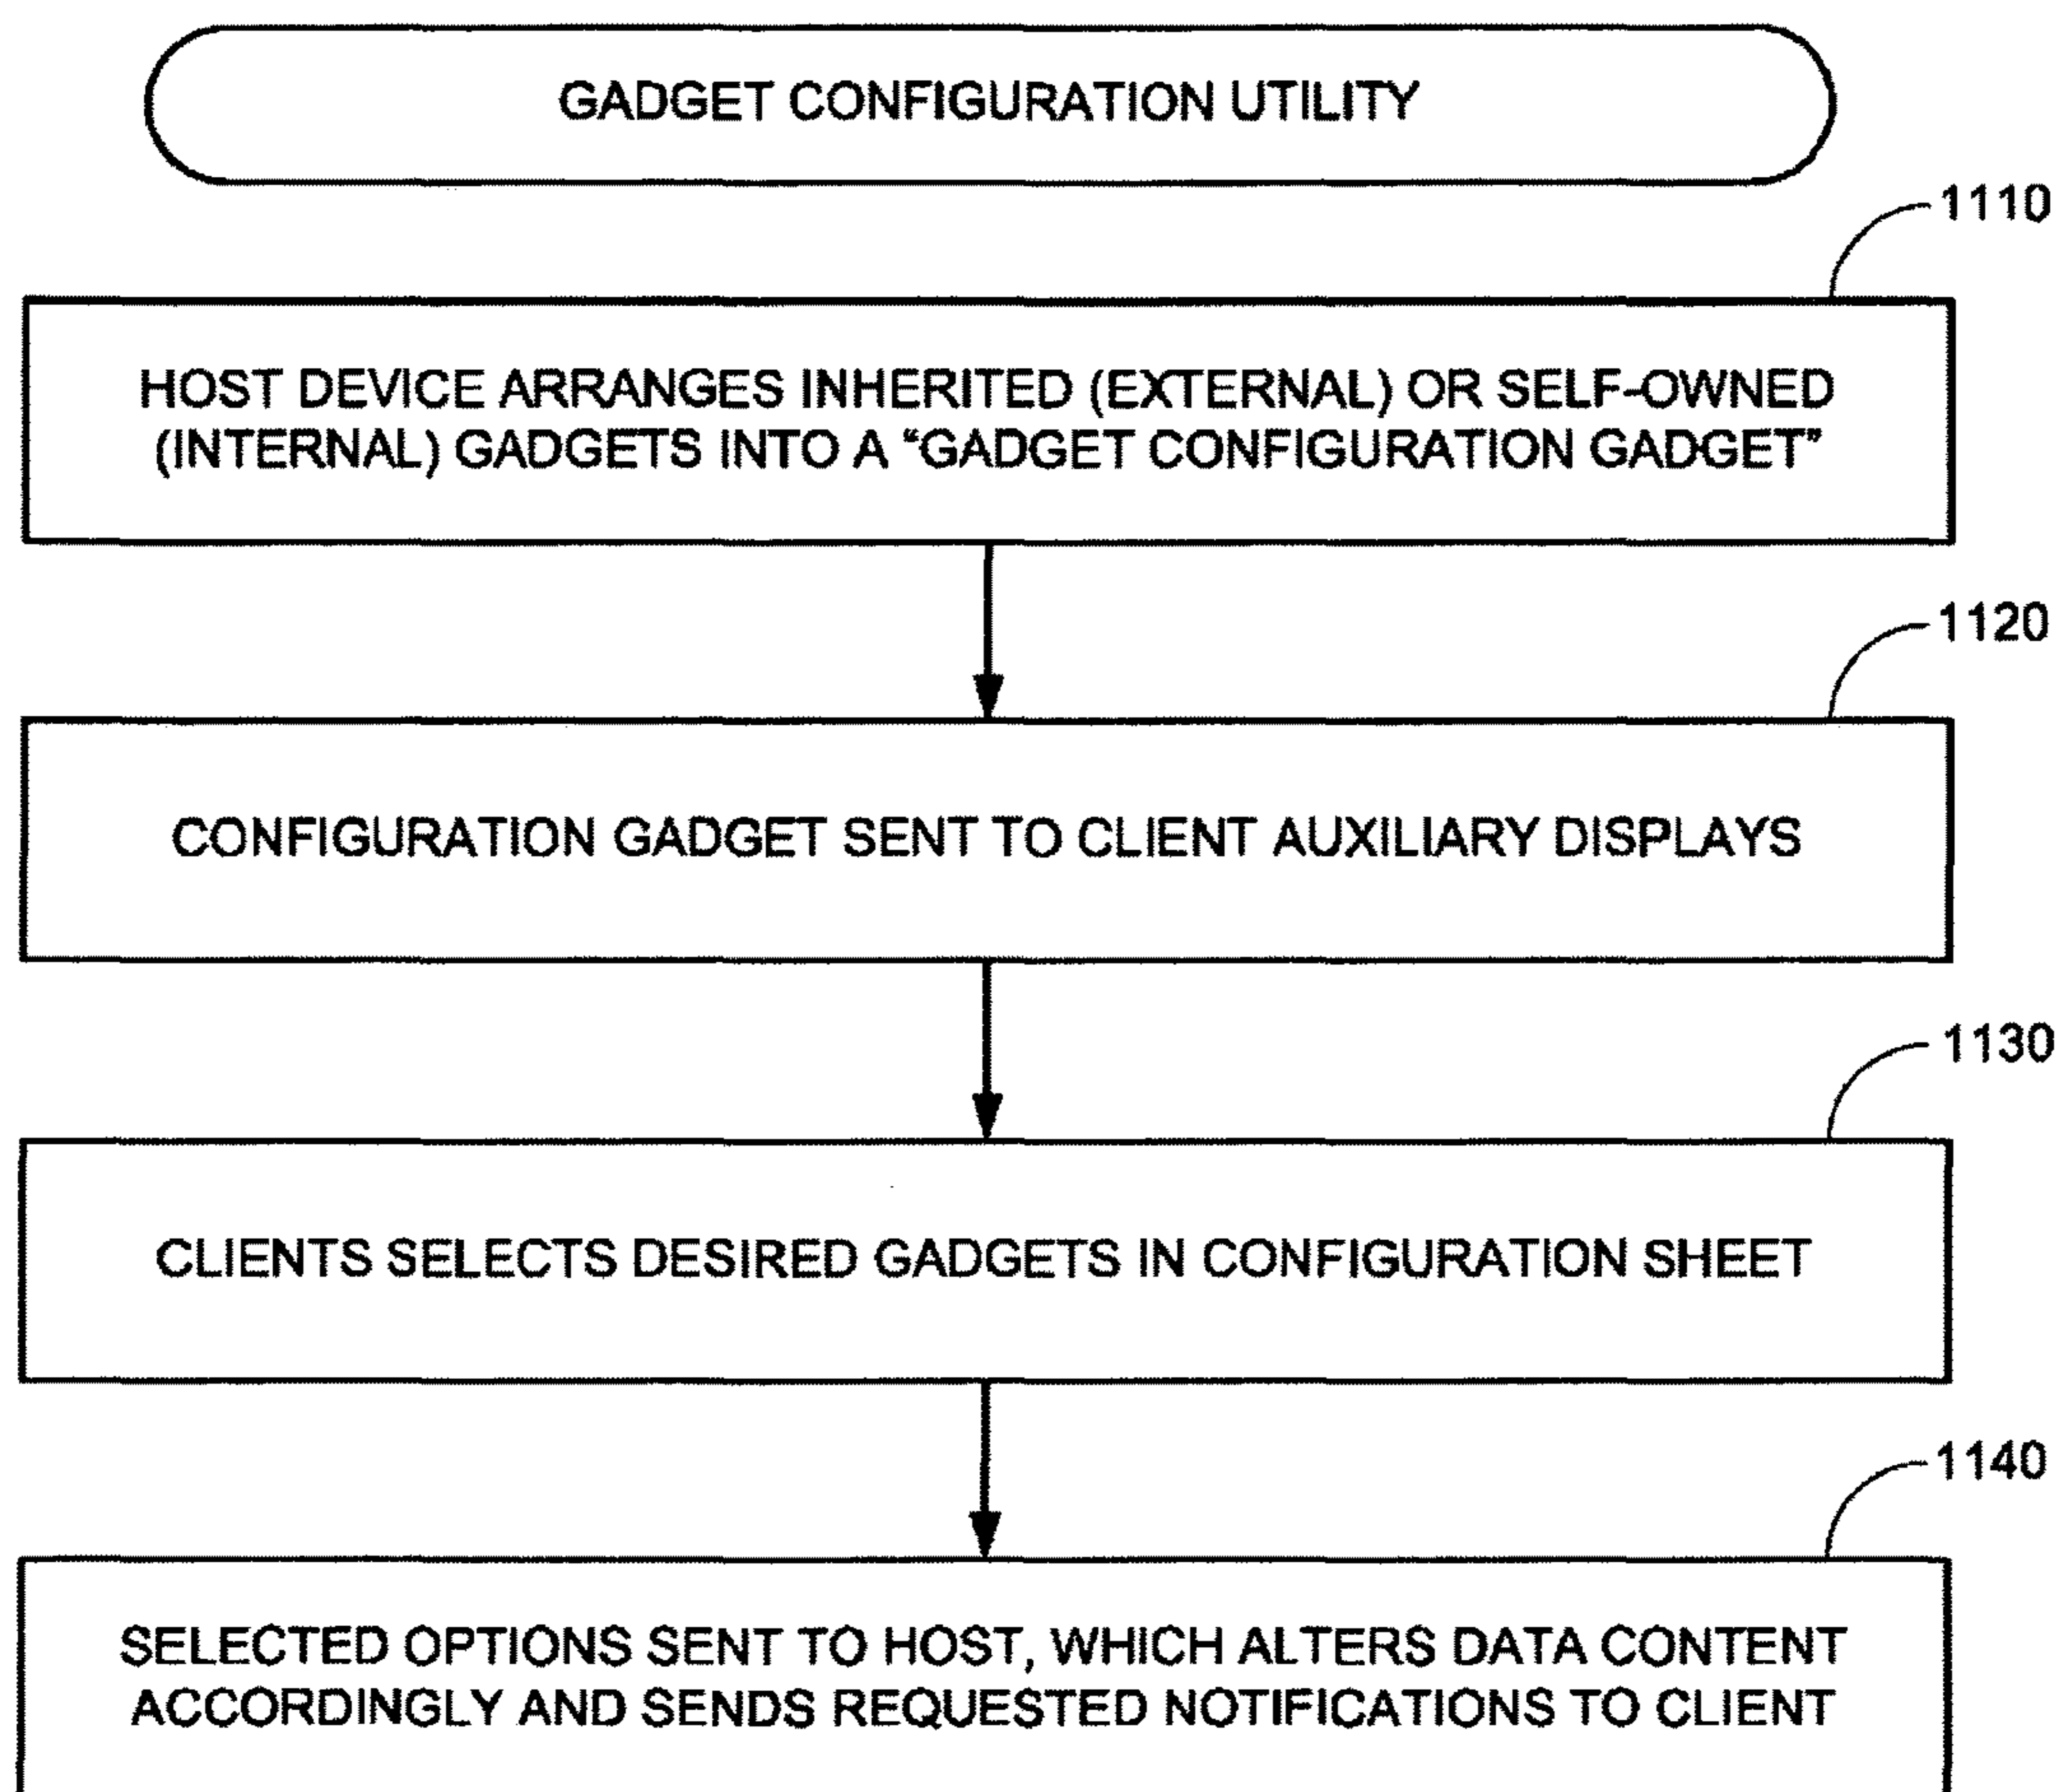 GADGET CONFIGURATION UTILITY
1110
HOST DEVICE ARRANGES INHERITED (EXTERNAL) OR SELF-OWNED
(INTERNAL) GADGETS INTO A “GADGET CONFIGURATION GADGET”
1120
CONFIGURATION GADGET SENT TO CLIENT AUXILIARY DISPLAYS
1130
CLIENTS SELECTS DESIRED GADGETS IN CONFIGURATION SHEET
1140
SELECTED OPTIONS SENT TO HOST, WHICH ALTERS DATA CONTENT
ACCORDINGLY AND SENDS REQUESTED NOTIFICATIONS TO CLIENT